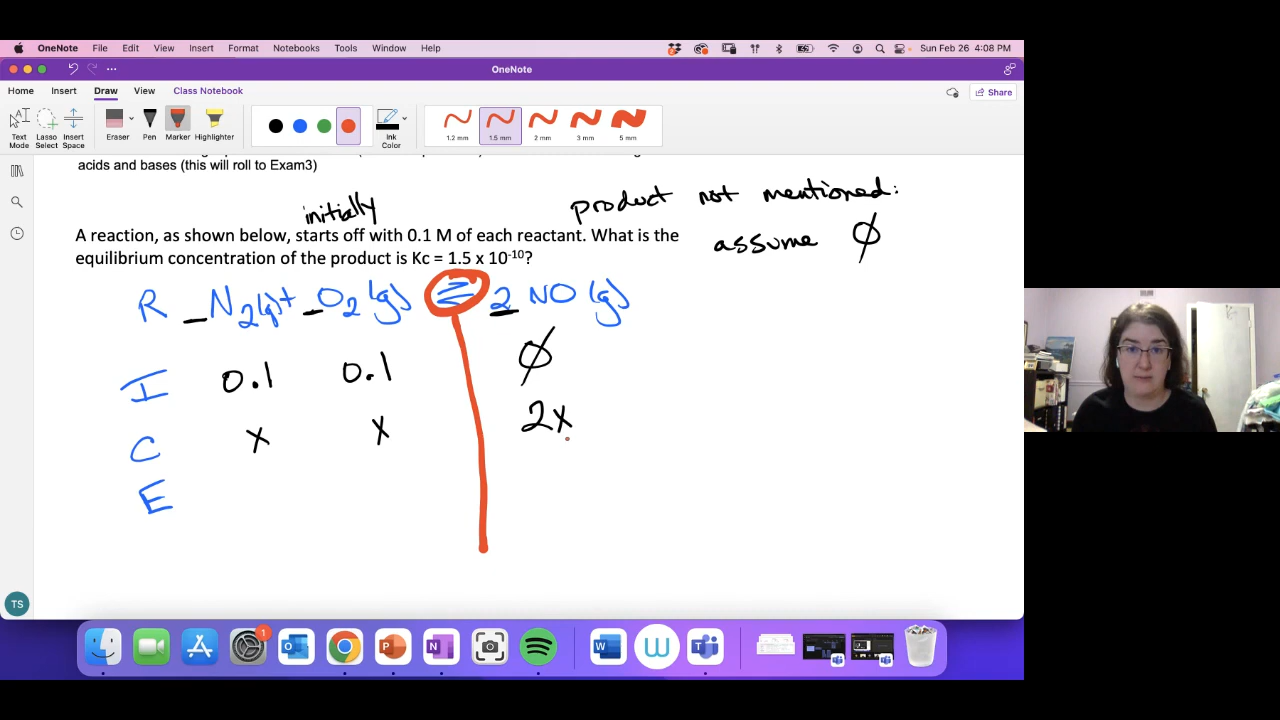 OneNote File Edit View Insert Format Notebooks Tools Window Help Sun Feb 26 4:08 PM
OneNote
Home Insert Draw View Class Notebook Share
Text Mode Lasso Select Insert Space Eraser Pen Marker Highlighter Ink Color 1.2 mm 1.5 mm 2 mm 3 mm 5 mm
acids and bases (this will roll to Exam3)
initially
product not mentioned:
assume ∅
A reaction, as shown below, starts off with 0.1 M of each reactant. What is the
equilibrium concentration of the product is Kc = 1.5 x 10⁻¹⁰?
R _N₂(g)+ _O₂(g) ⇌ 2 NO (g)
I 0.1 0.1 ∅
C x x 2x
E
TS
1